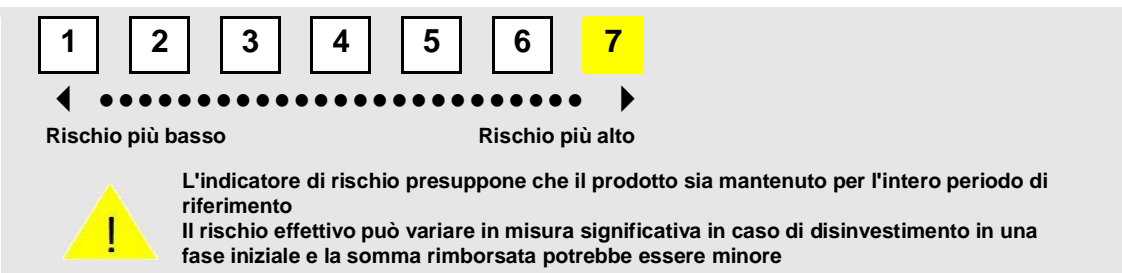 1 2 3 4 5 6 7
Rischio più basso Rischio più alto
L'indicatore di rischio presuppone che il prodotto sia mantenuto per l'intero periodo di
riferimento
Il rischio effettivo può variare in misura significativa in caso di disinvestimento in una
fase iniziale e la somma rimborsata potrebbe essere minore
!